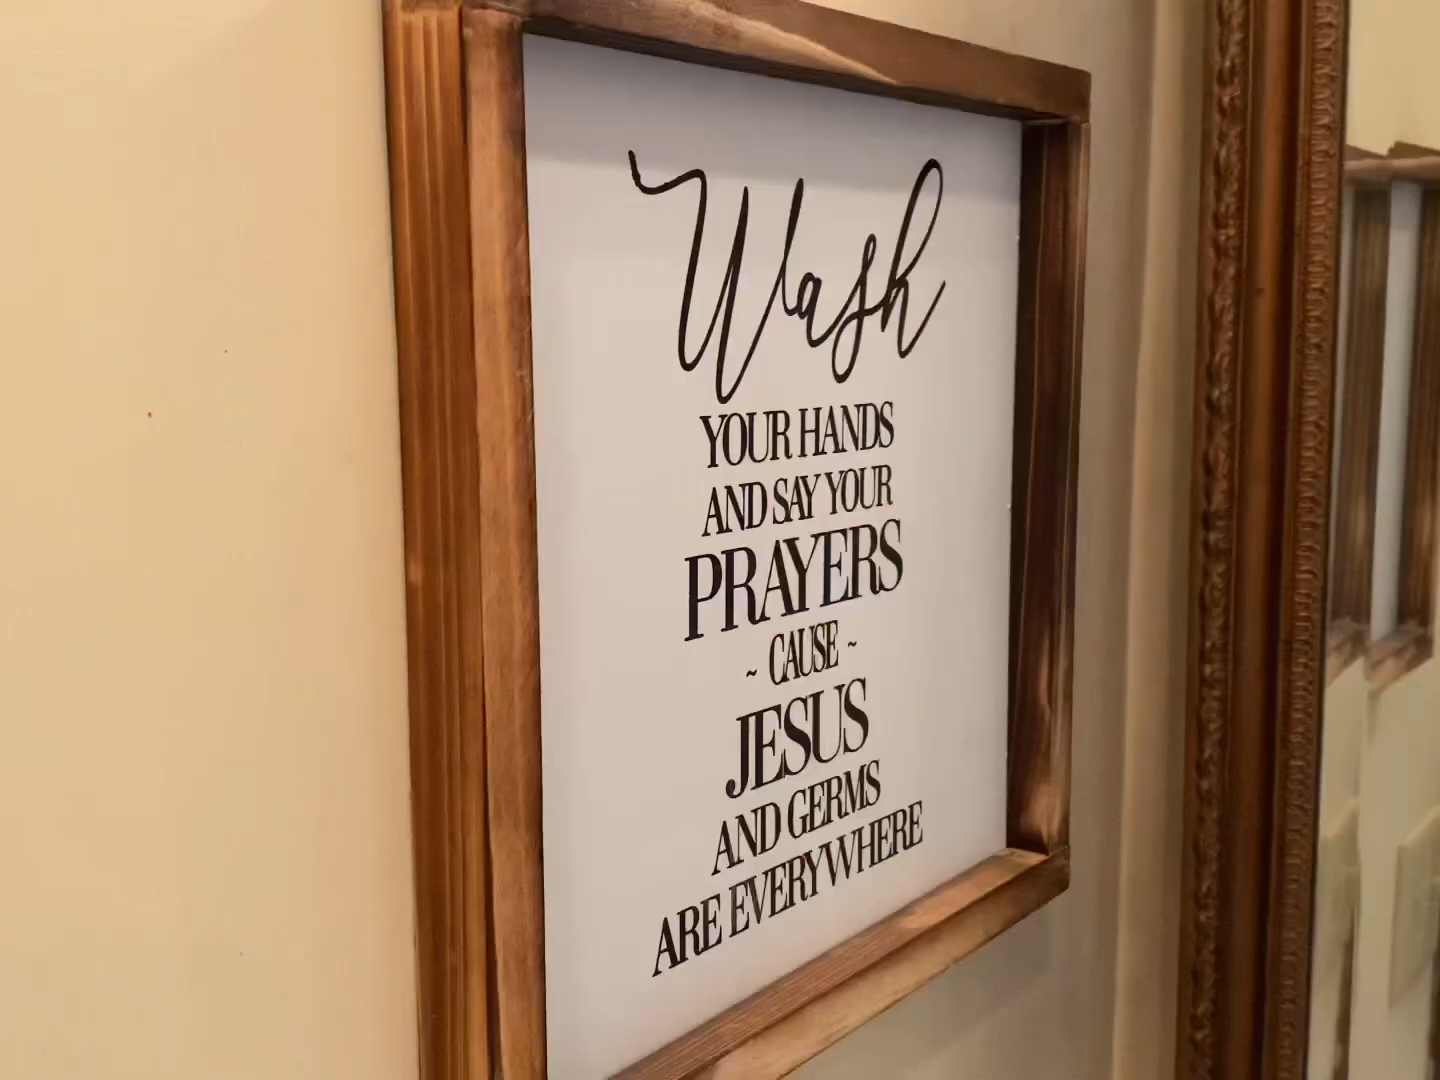 Wash
YOUR HANDS
AND SAY YOUR
PRAYERS
~ CAUSE ~
JESUS
AND GERMS
ARE EVERYWHERE